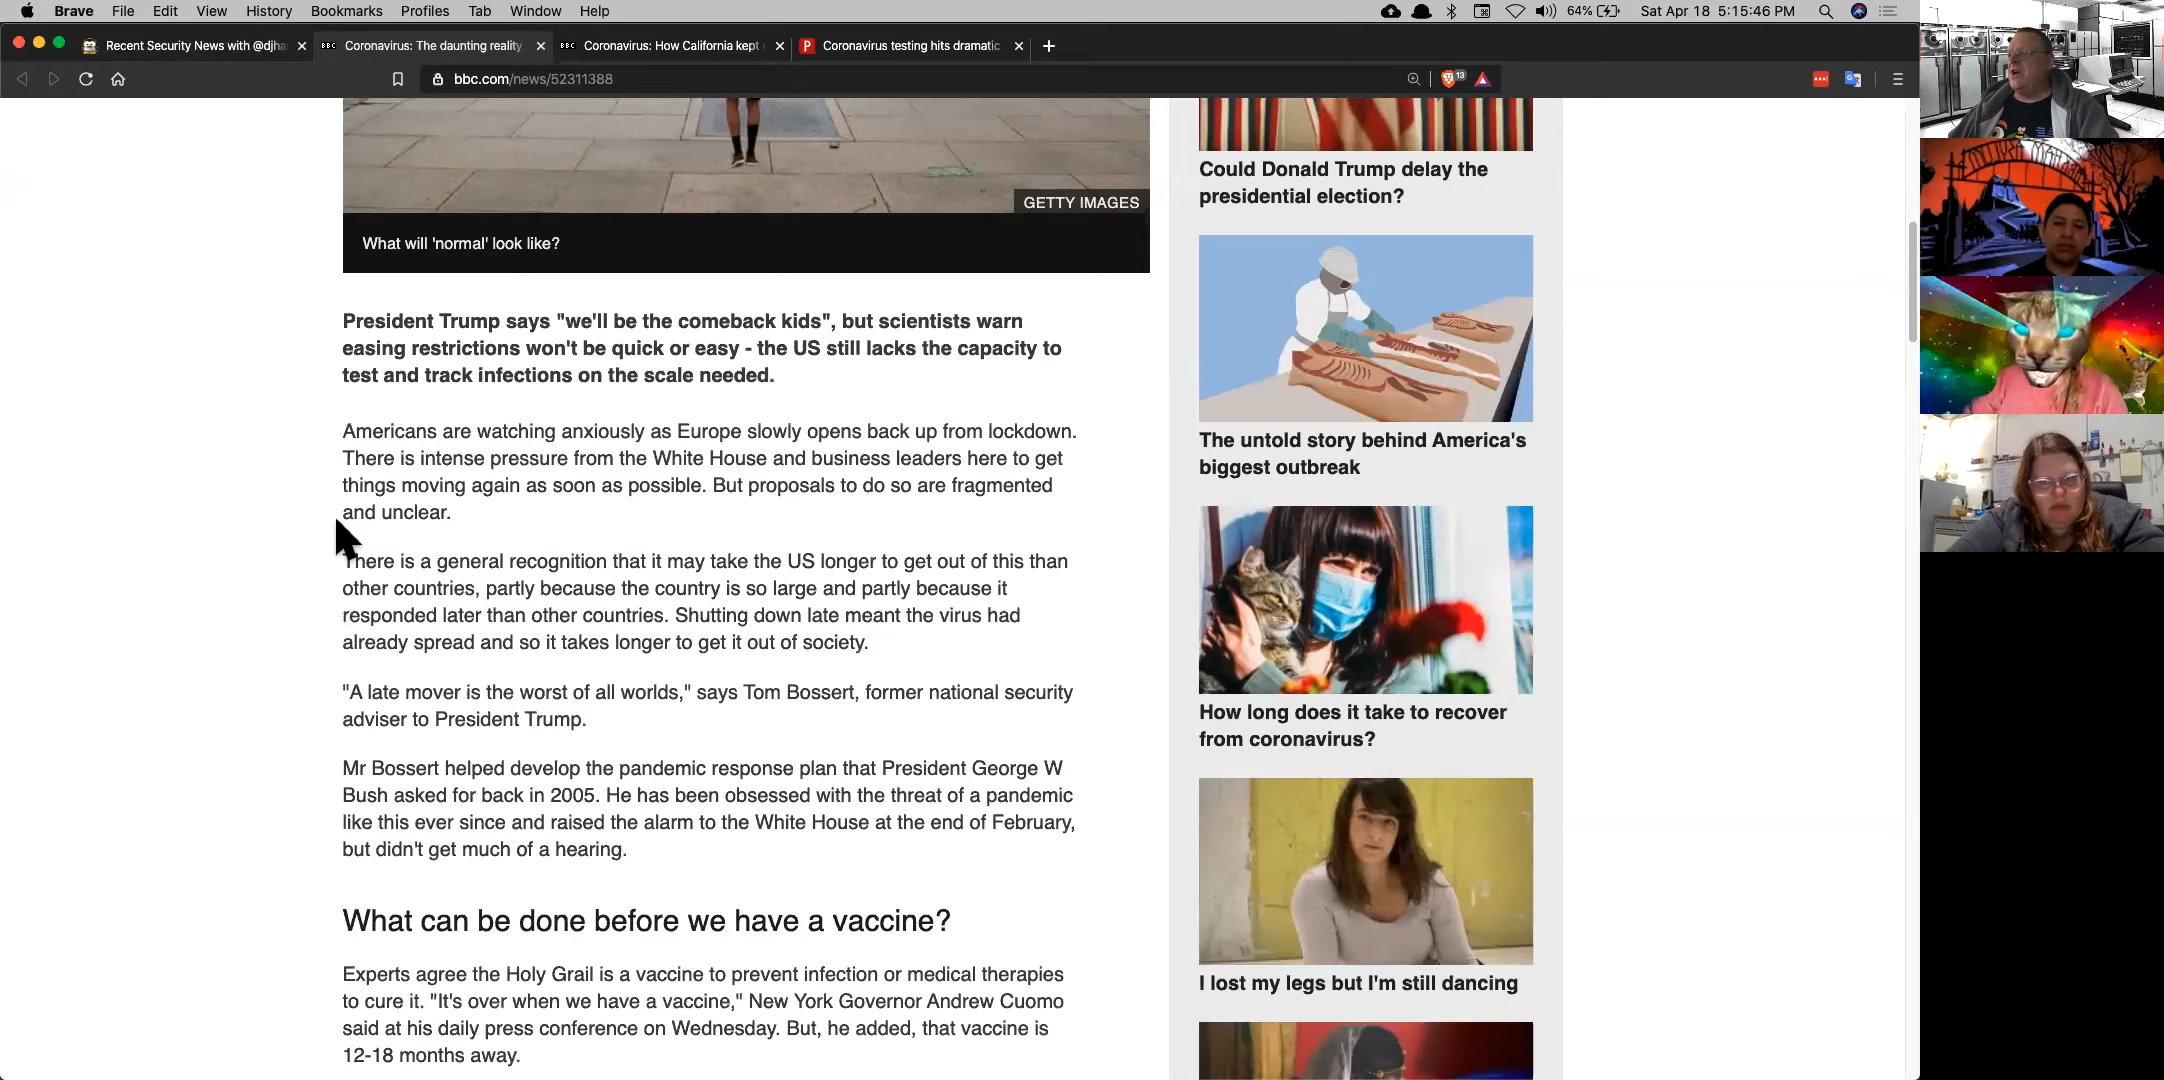 Brave File Edit View History Bookmarks Profiles Tab Window Help 64% Sat Apr 18 5:15:46 PM
Recent Security News with @djha Coronavirus: The daunting reality Coronavirus: How California kept Coronavirus testing hits dramatic
bbc.com/news/52311388 13
GETTY IMAGES
What will 'normal' look like?
President Trump says "we'll be the comeback kids", but scientists warn
easing restrictions won't be quick or easy - the US still lacks the capacity to
test and track infections on the scale needed.
Americans are watching anxiously as Europe slowly opens back up from lockdown.
There is intense pressure from the White House and business leaders here to get
things moving again as soon as possible. But proposals to do so are fragmented
and unclear.
There is a general recognition that it may take the US longer to get out of this than
other countries, partly because the country is so large and partly because it
responded later than other countries. Shutting down late meant the virus had
already spread and so it takes longer to get it out of society.
"A late mover is the worst of all worlds," says Tom Bossert, former national security
adviser to President Trump.
Mr Bossert helped develop the pandemic response plan that President George W
Bush asked for back in 2005. He has been obsessed with the threat of a pandemic
like this ever since and raised the alarm to the White House at the end of February,
but didn't get much of a hearing.
What can be done before we have a vaccine?
Experts agree the Holy Grail is a vaccine to prevent infection or medical therapies
to cure it. "It's over when we have a vaccine," New York Governor Andrew Cuomo
said at his daily press conference on Wednesday. But, he added, that vaccine is
12-18 months away.
Could Donald Trump delay the
presidential election?
The untold story behind America's
biggest outbreak
How long does it take to recover
from coronavirus?
I lost my legs but I'm still dancing